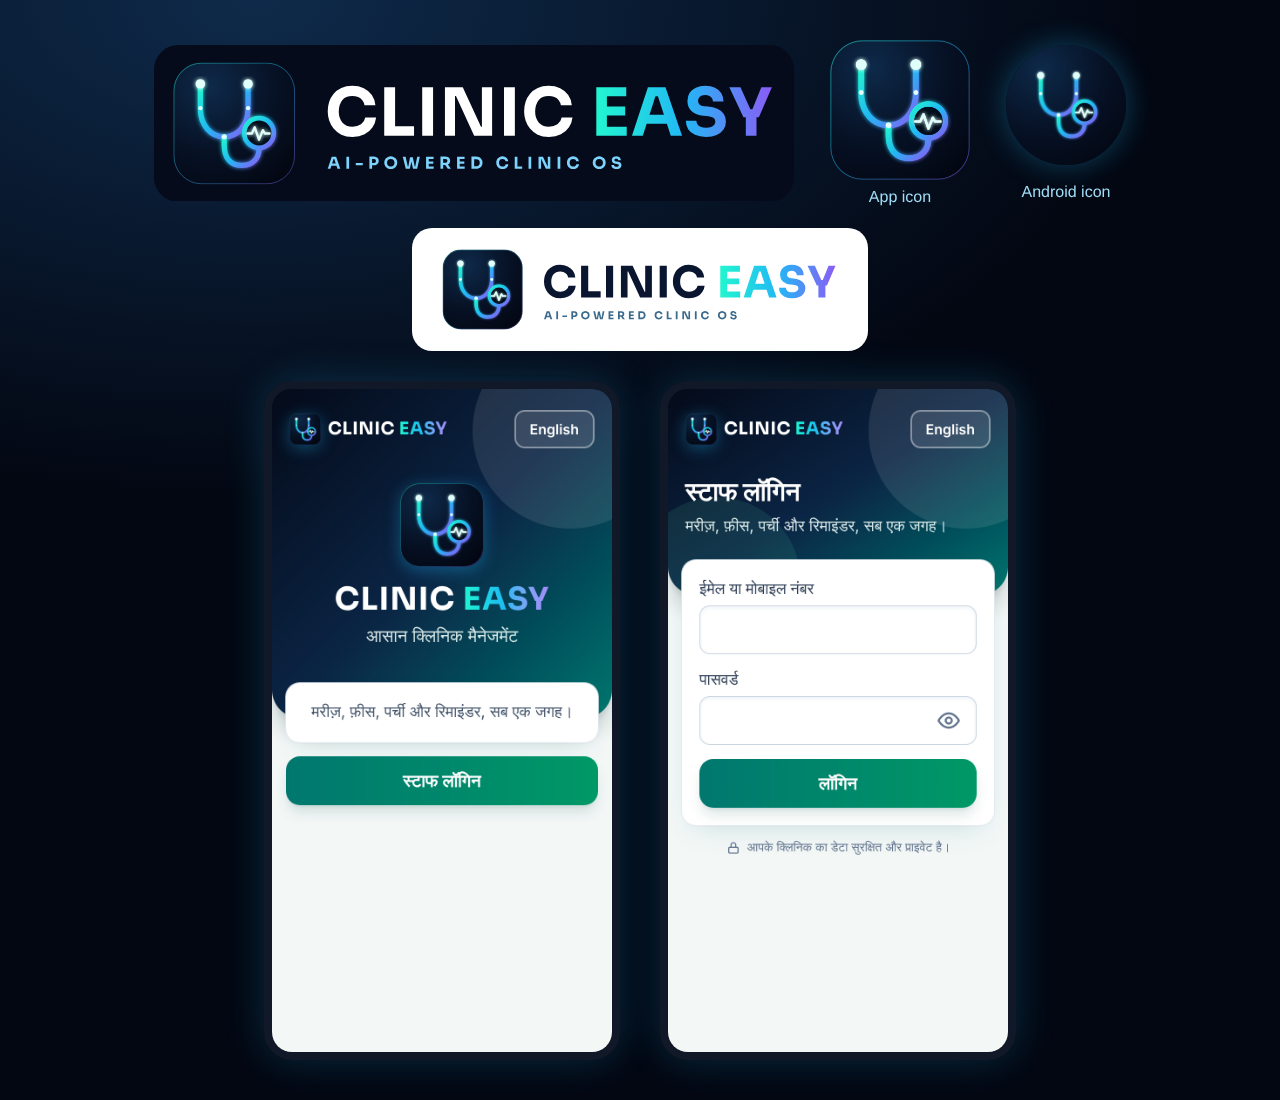 CLINIC EASY
AI-POWERED CLINIC OS
App icon
Android icon
CLINIC EASY
AI-POWERED CLINIC OS
CLINIC EASY
English
CLINIC EASY
आसान क्लिनिक मैनेजमेंट
मरीज़, फ़ीस, पर्ची और रिमाइंडर, सब एक जगह।
स्टाफ लॉगिन
CLINIC EASY
English
स्टाफ लॉगिन
मरीज़, फ़ीस, पर्ची और रिमाइंडर, सब एक जगह।
ईमेल या मोबाइल नंबर
पासवर्ड
लॉगिन
आपके क्लिनिक का डेटा सुरक्षित और प्राइवेट है।